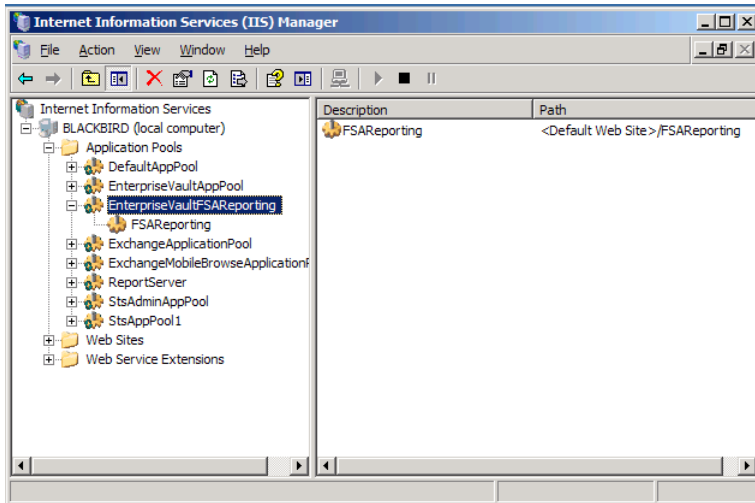 Internet Information Services (IIS) Manager
File Action View Window Help
Internet Information Services
BLACKBIRD (local computer)
Application Pools
DefaultAppPool
EnterpriseVaultAppPool
EnterpriseVaultFSAReporting
FSAReporting
ExchangeApplicationPool
ExchangeMobileBrowseApplicationP
ReportServer
StsAdminAppPool
StsAppPool1
Web Sites
Web Service Extensions
Description Path
FSAReporting <Default Web Site>/FSAReporting